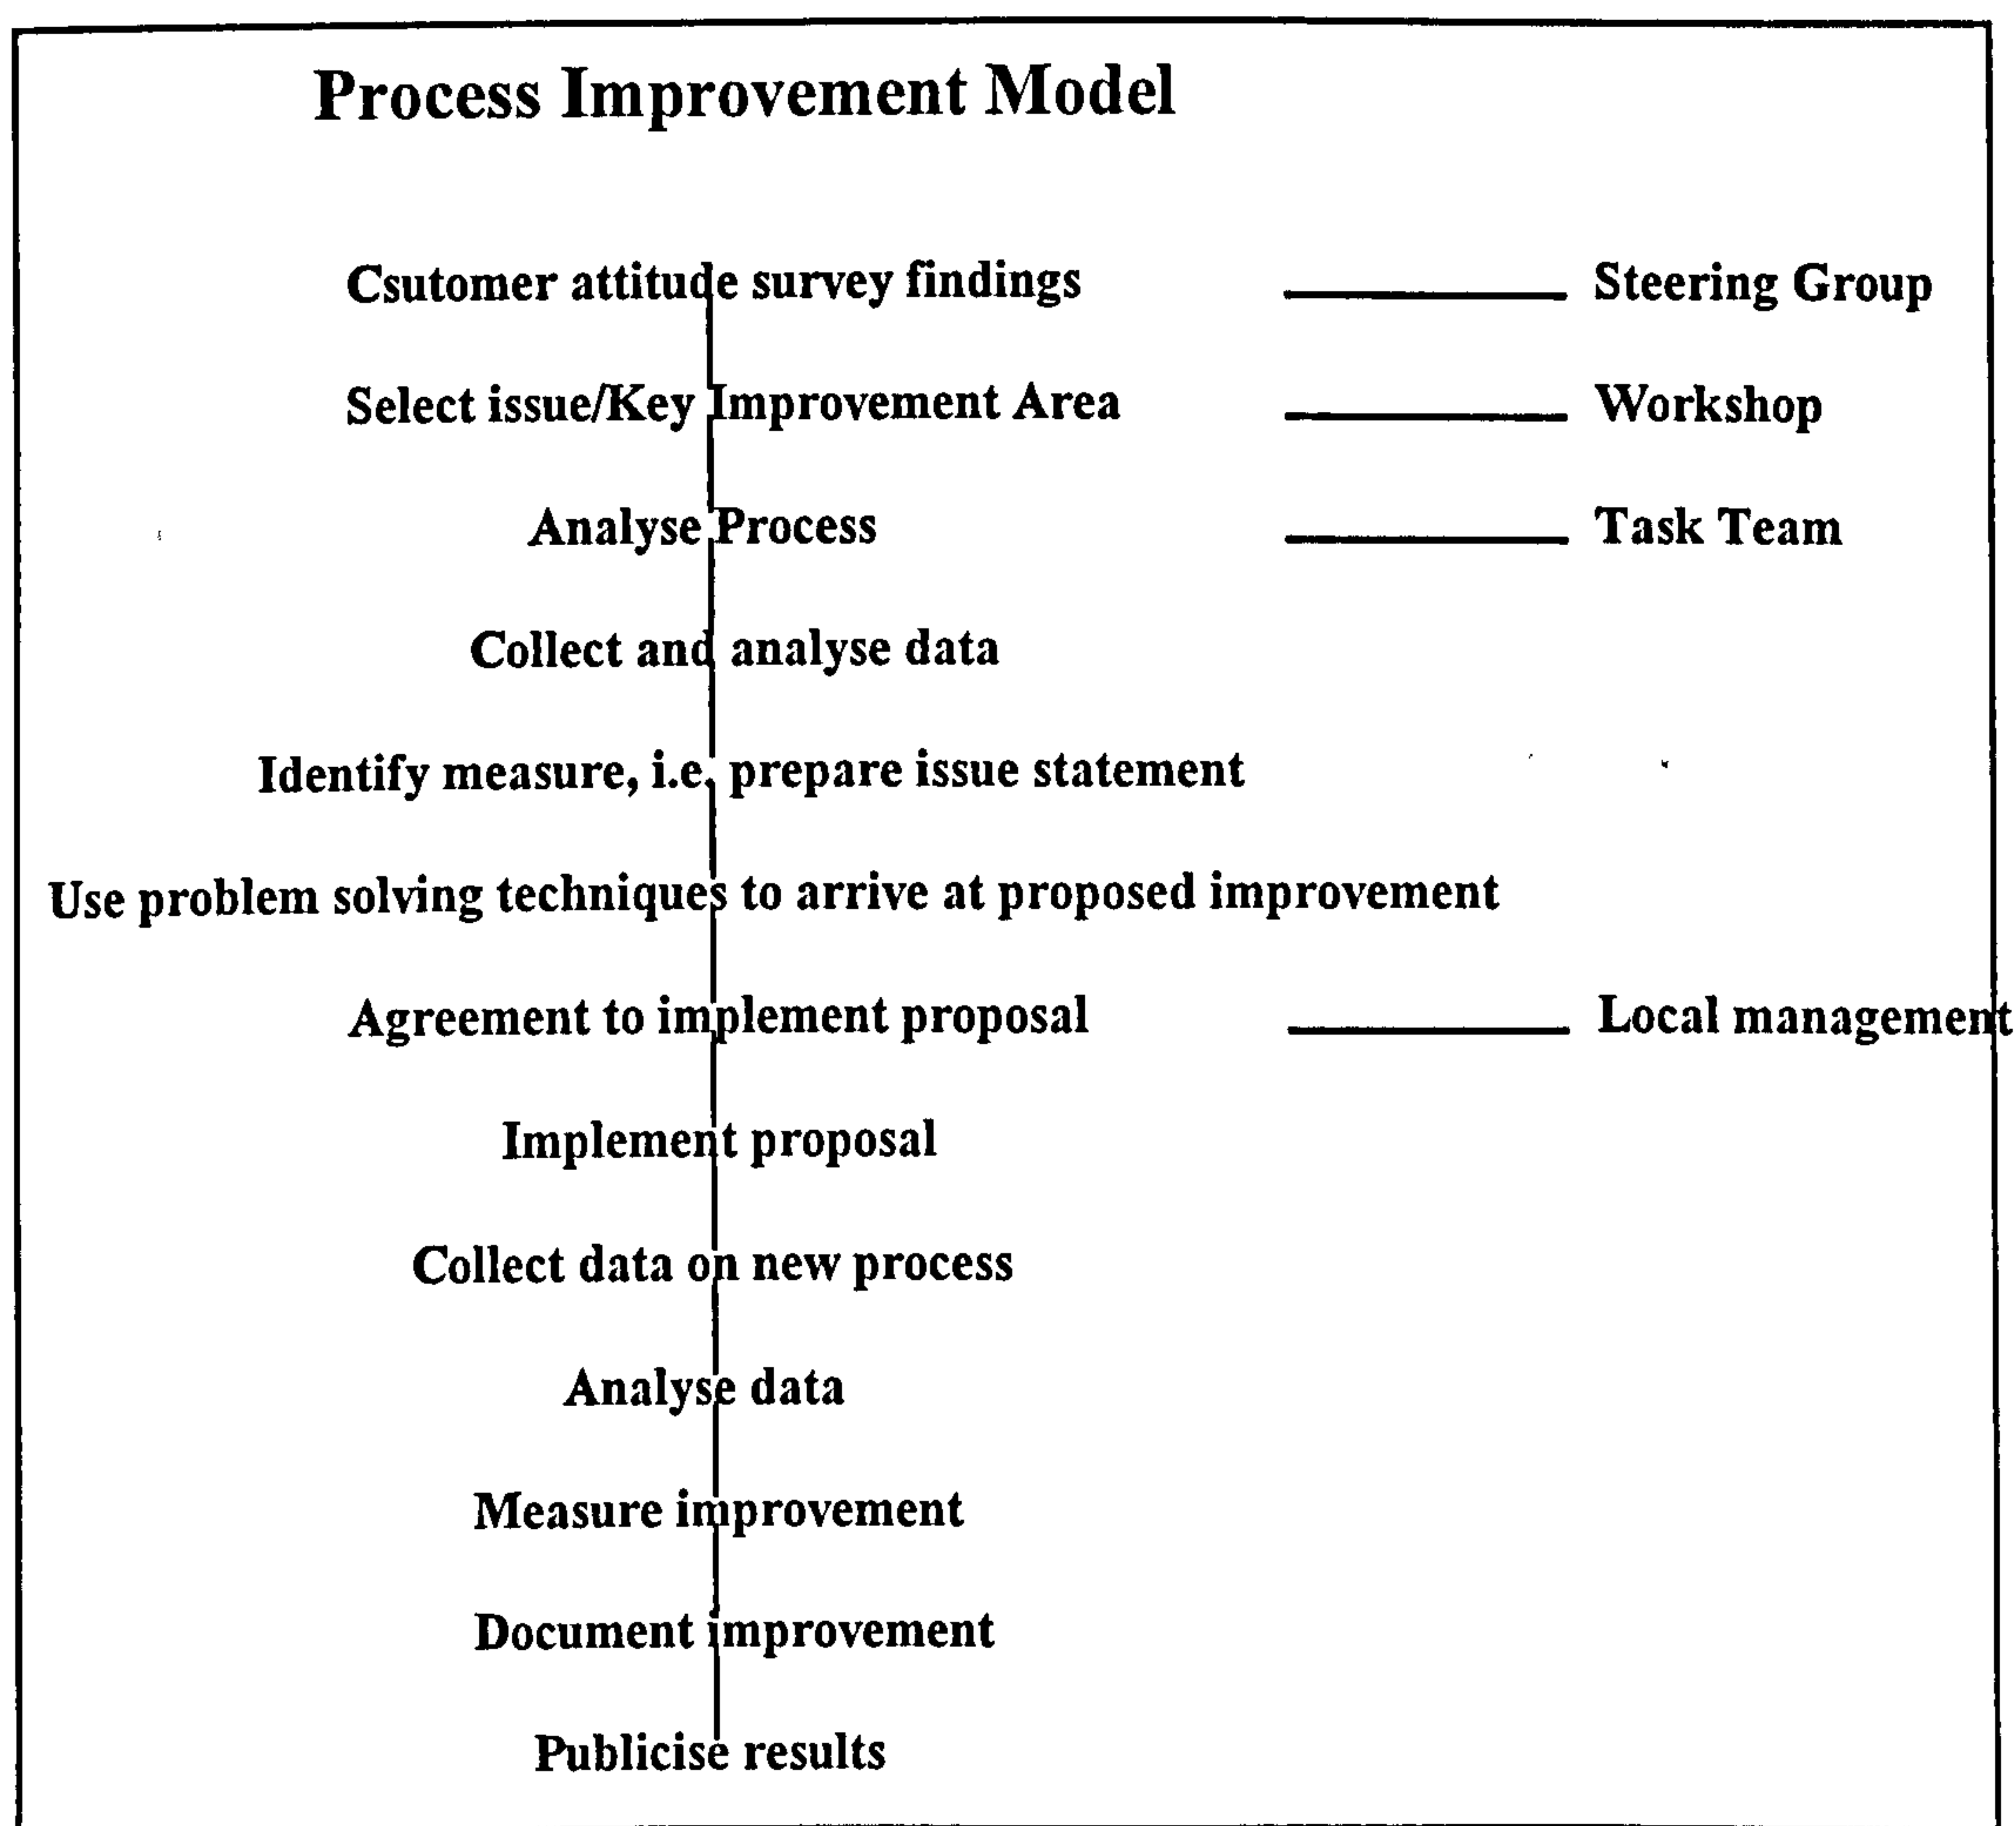 Process Improvement Model
Csutomer attitude survey findings Steering Group
Select issue/Key Improvement Area Workshop
Analyse Process Task Team
Collect and analyse data
Identify measure, i.e. prepare issue statement
Use problem solving techniques to arrive at proposed improvement
Agreement to implement proposal Local management
Implement proposal
Collect data on new process
Analyse data
Measure improvement
Document improvement
Publicise results